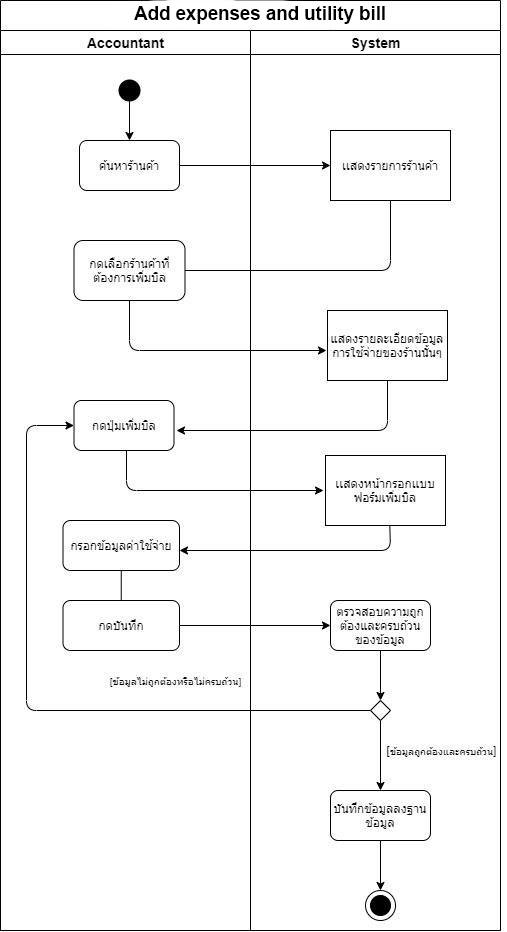 Add expenses and utility bill
Accountant
System
ค้นหาร้านค้า
แสดงรายการร้านค้า
กดเลือกร้านค้าที่
ต้องการเพิ่มบิล
แสดงรายละเอียดข้อมูล
การใช้จ่ายของร้านนั้นๆ
กดปุ่มเพิ่มบิล
แสดงหน้ากรอกแบบ
ฟอร์มเพิ่มบิล
กรอกข้อมูลค่าใช้จ่าย
กดบันทึก
ตรวจสอบความถูก
ต้องและครบถ้วน
ของข้อมูล
[ข้อมูลไม่ถูกต้องหรือไม่ครบถ้วน]
[ข้อมูลถูกต้องและครบถ้วน]
บันทึกข้อมูลลงฐาน
ข้อมูล